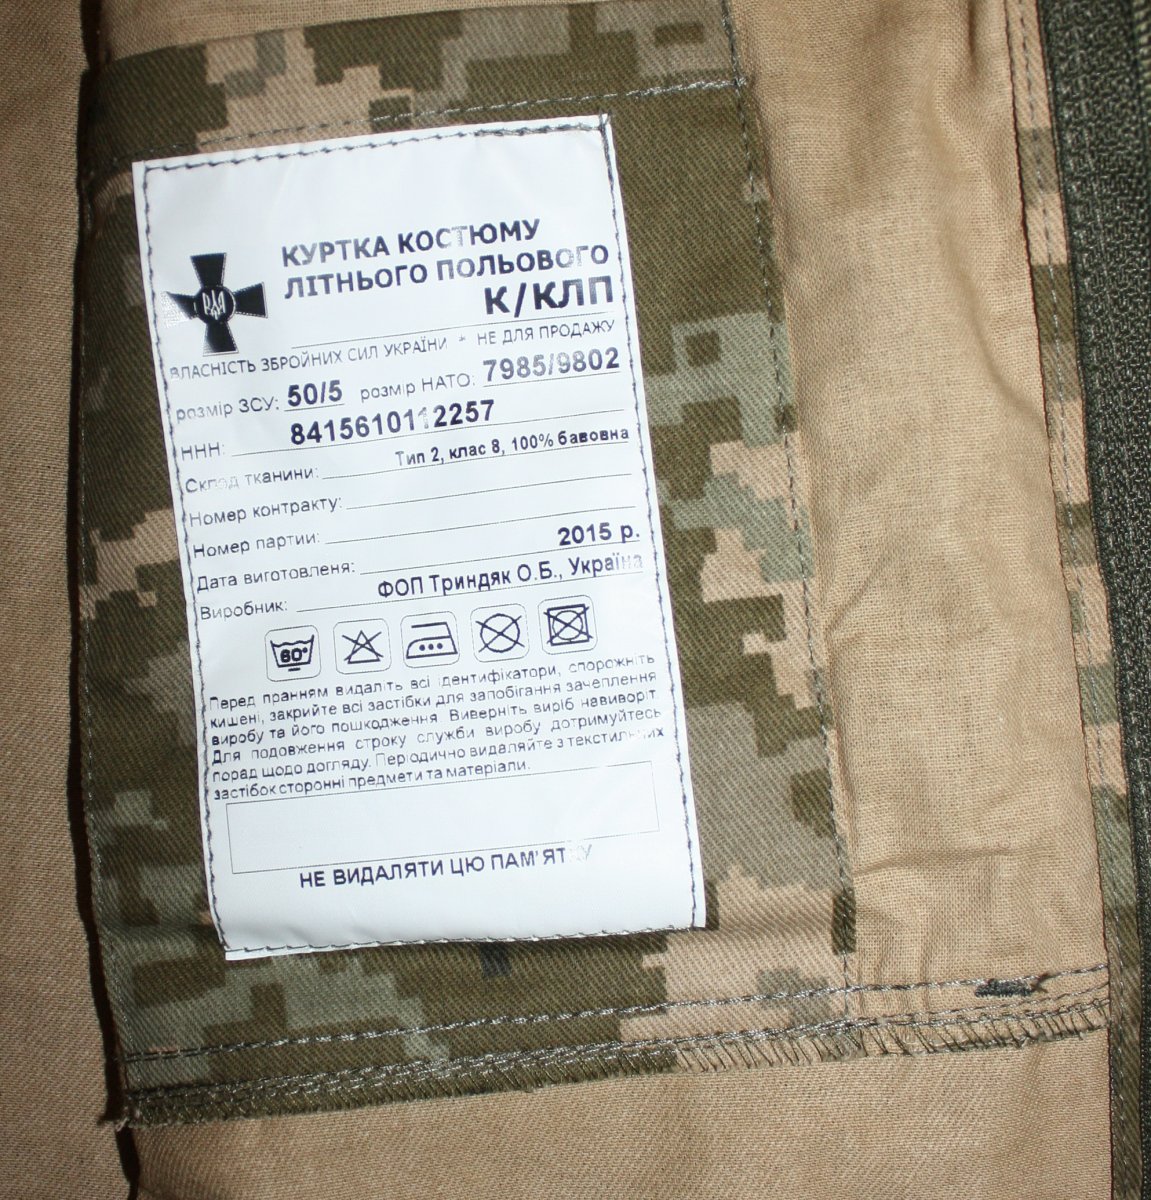 КУРТКА КОСТЮМУ
ЛІТНЬОГО ПОЛЬОВОГО
К/КЛП
ВЛАСНІСТЬ ЗБРОЙНИХ СИЛ УКРАЇНИ * НЕ ДЛЯ ПРОДАЖУ
розмір ЗСУ: 50/5 розмір НАТО: 7985/9802
ННН: 8415610112257
Склад тканини: Тип 2, клас 8, 100% бавовна
Номер контракту:
Номер партии:
Дата виготовленя: 2015 р.
Виробник: ФОП Триндяк О.Б., Україна
60°
Перед пранням видаліть всі ідентифікатори, спорожніть
кишені, закрийте всі застібки для запобігання зачеплення
виробу та його пошкодження. Виверніть виріб навиворіт.
Для подовження строку служби виробу дотримуйтесь
порад щодо догляду. Періодично видаляйте з текстильних
застібок сторонні предмети та матеріали.
НЕ ВИДАЛЯТИ ЦЮ ПАМ'ЯТКУ